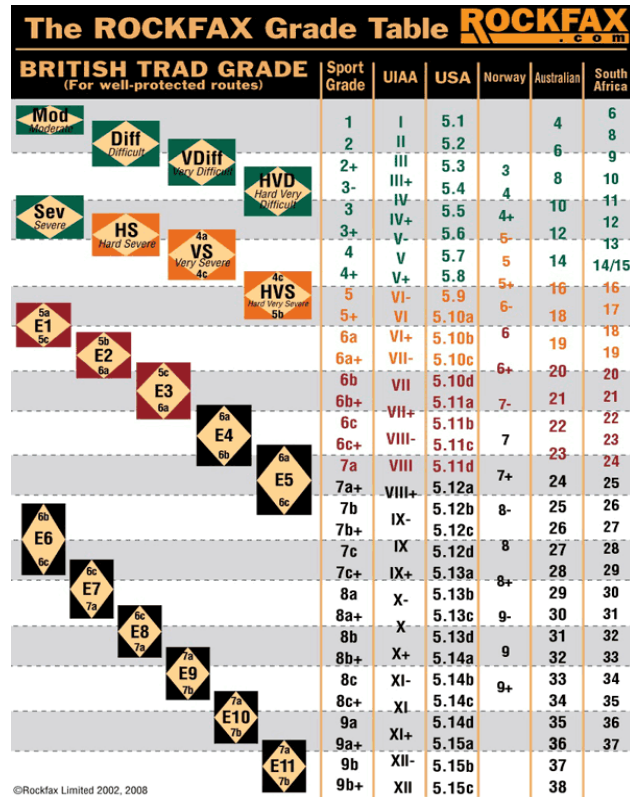 The ROCKFAX Grade Table
ROCKFAX
.com
BRITISH TRAD GRADE
(For well-protected routes)
Mod
Moderate
Diff
Difficult
VDiff
Very Difficult
HVD
Hard Very
Difficult
Sev
Severe
HS
Hard Severe
4a
VS
Very Severe
4c
4c
HVS
Hard Very Severe
5b
5a
E1
5c
5b
E2
6a
5c
E3
6a
6a
E4
6b
6a
E5
6c
6b
E6
6c
6c
E7
7a
6c
E8
7a
7a
E9
7b
7a
E10
7b
7a
E11
7b
Sport
Grade
1
2
2+
3-
3
3+
4
4+
5
5+
6a
6a+
6b
6b+
6c
6c+
7a
7a+
7b
7b+
7c
7c+
8a
8a+
8b
8b+
8c
8c+
9a
9a+
9b
9b+
UIAA
I
II
III
III+
IV
IV+
V-
V
V+
VI-
VI
VI+
VII-
VII
VII+
VIII-
VIII
VIII+
IX-
IX
IX+
X-
X
X+
XI-
XI
XI+
XII-
XII
USA
5.1
5.2
5.3
5.4
5.5
5.6
5.7
5.8
5.9
5.10a
5.10b
5.10c
5.10d
5.11a
5.11b
5.11c
5.11d
5.12a
5.12b
5.12c
5.12d
5.13a
5.13b
5.13c
5.13d
5.14a
5.14b
5.14c
5.14d
5.15a
5.15b
5.15c
Norway
3
4
4+
5-
5
5+
6-
6
6+
7-
7
7+
8-
8
8+
9-
9
9+
Australian
4
6
8
10
12
14
16
18
19
20
21
22
23
24
25
26
27
28
29
30
31
32
33
34
35
36
37
38
South
Africa
6
8
9
10
11
12
13
14/15
16
17
18
19
20
21
22
23
24
25
26
27
28
29
30
31
32
33
34
35
36
37
©Rockfax Limited 2002, 2008